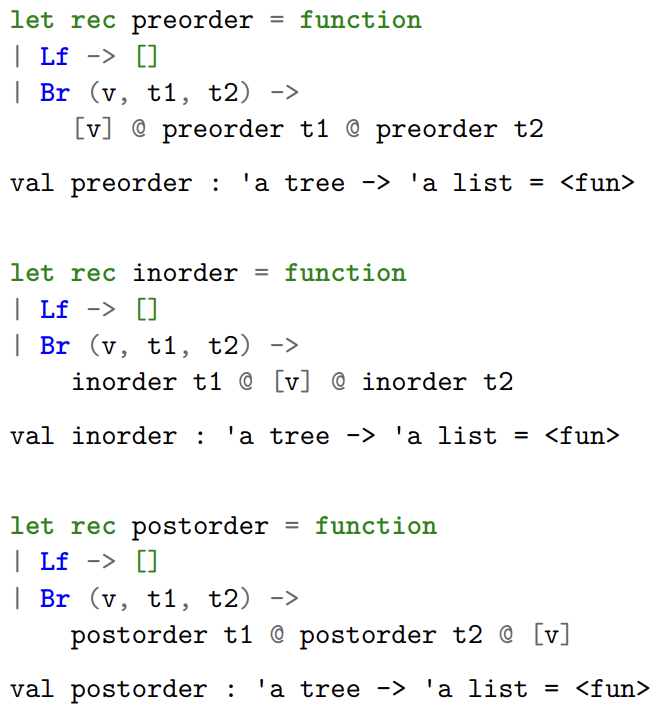 let rec preorder = function
| Lf -> []
| Br (v, t1, t2) ->
    [v] @ preorder t1 @ preorder t2
val preorder : 'a tree -> 'a list = <fun>
let rec inorder = function
| Lf -> []
| Br (v, t1, t2) ->
    inorder t1 @ [v] @ inorder t2
val inorder : 'a tree -> 'a list = <fun>
let rec postorder = function
| Lf -> []
| Br (v, t1, t2) ->
    postorder t1 @ postorder t2 @ [v]
val postorder : 'a tree -> 'a list = <fun>